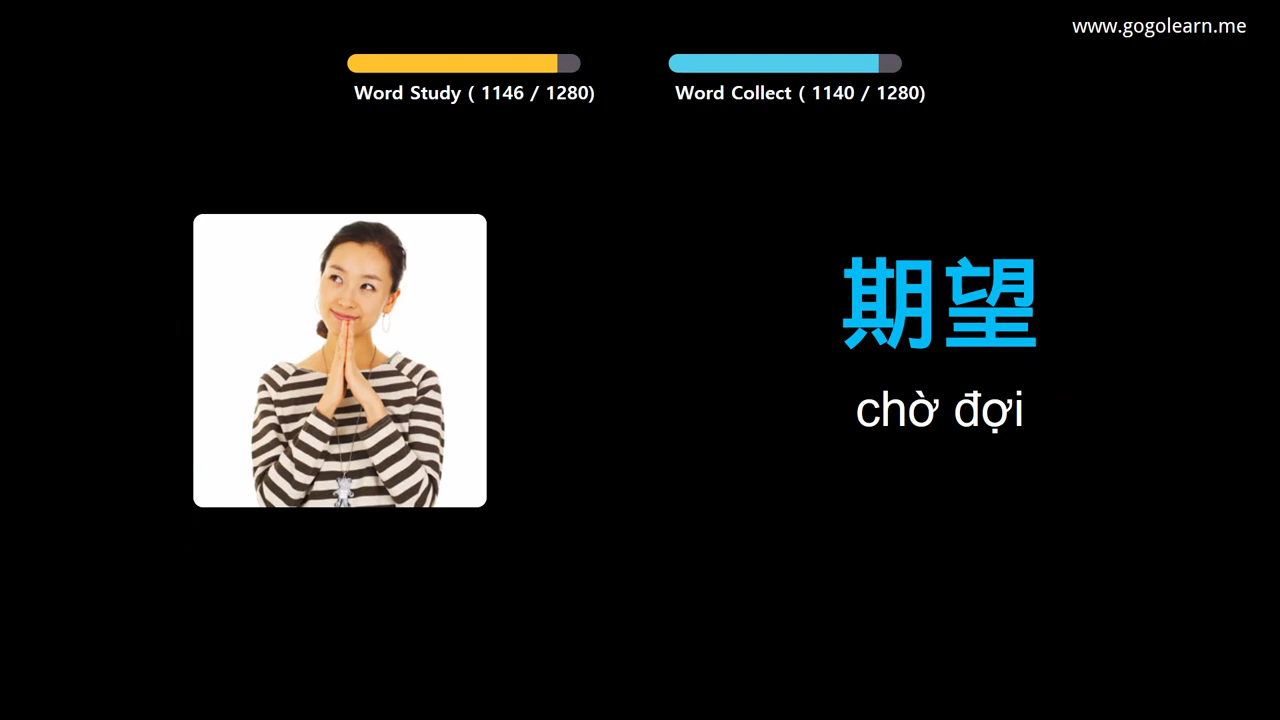 www.gogolearn.me
Word Study ( 1146 / 1280)
Word Collect ( 1140 / 1280)
期望
chờ đợi